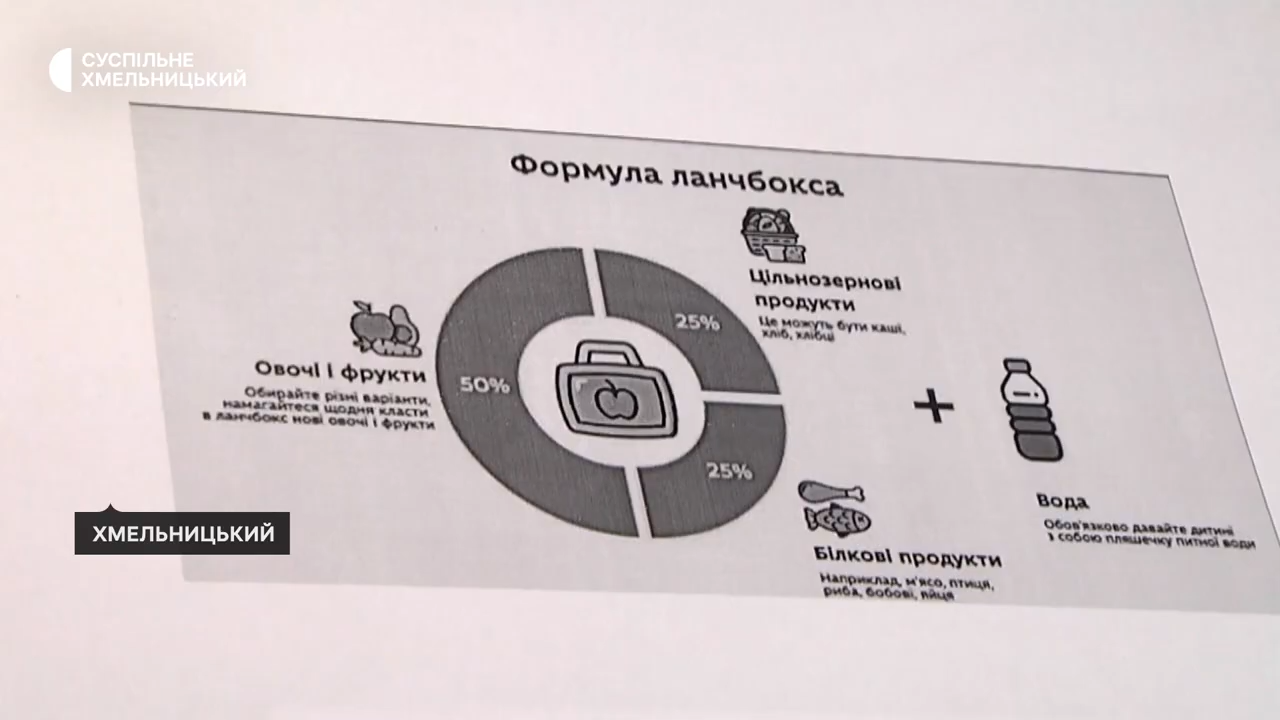 СУСПІЛЬНЕ
ХМЕЛЬНИЦЬКИЙ
Формула ланчбокса
Цільнозернові
продукти
Це можуть бути каші,
хліб, хлібці
25%
Овочі і фрукти
Обирайте різні варіанти,
намагайтеся щодня класти
в ланчбокс нові овочі і фрукти
50%
+
25%
Білкові продукти
Наприклад, м'ясо, птиця,
риба, бобові, яйця
Вода
Обов'язково давайте дитині
з собою пляшечку питної води
ХМЕЛЬНИЦЬКИЙ